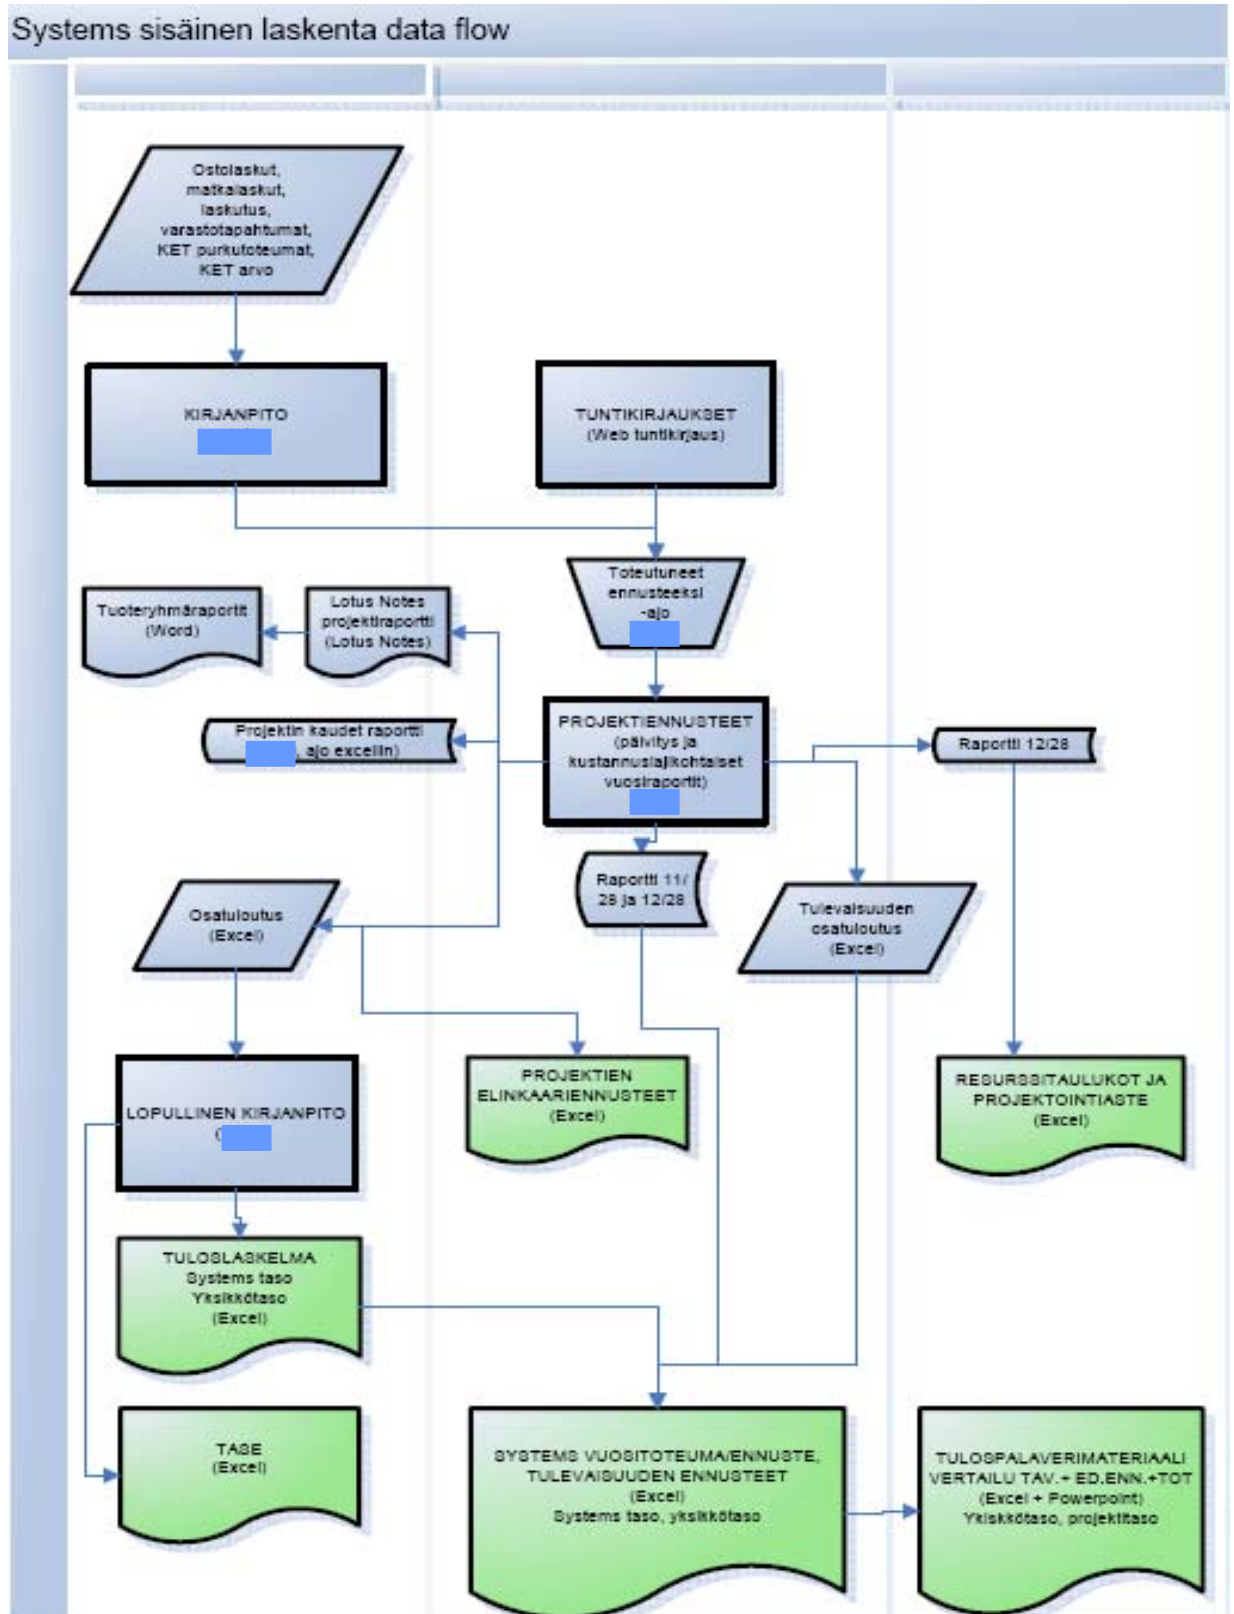 Systems sisäinen laskenta data flow
Ostolaskut,
matkalaskut,
laskutus,
varastotapahtumat,
KET purkutoteumat,
KET arvo
KIRJANPITO
TUNTIKIRJAUKSET
(Web tuntikirjaus)
Toteutuneet
ennusteeksi
-ajo
Tuoteryhmäraportit
(Word)
Lotus Notes
projektiraportti
(Lotus Notes)
Projektin kaudet raportti
, ajo exceliin)
PROJEKTIENNUSTEET
(päivitys ja
kustannuslajikohtaiset
vuosiraportit)
Raportti 12/28
Raportti 11/
28 ja 12/28
Osatuloutus
(Excel)
Tulevaisuuden
osatuloutus
(Excel)
LOPULLINEN KIRJANPITO
(
PROJEKTIEN
ELINKAARIENNUSTEET
(Excel)
RESURSSITAULUKOT JA
PROJEKTOINTIASTE
(Excel)
TULOSLASKELMA
Systems taso
Yksikkötaso
(Excel)
TASE
(Excel)
SYSTEMS VUOSITOTEUMA/ENNUSTE,
TULEVAISUUDEN ENNUSTEET
(Excel)
Systems taso, yksikkötaso
TULOSPALAVERIMATERIAALI
VERTAILU TAV.+ ED.ENN.+TOT
(Excel + Powerpoint)
Ykiskkötaso, projektitaso